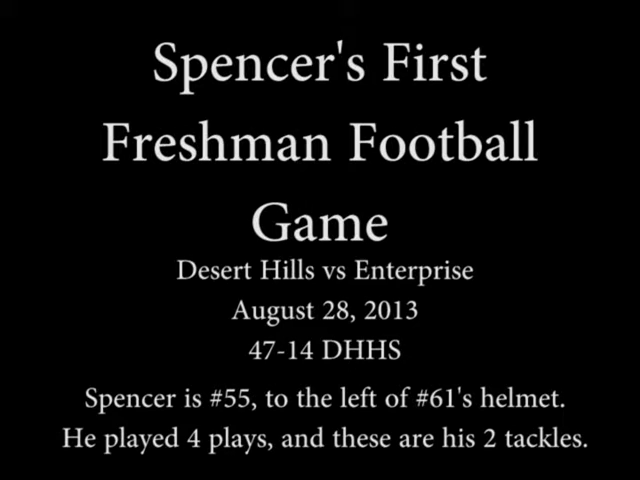 Spencer's First
Freshman Football
Game
Desert Hills vs Enterprise
August 28, 2013
47-14 DHHS
Spencer is #55, to the left of #61's helmet.
He played 4 plays, and these are his 2 tackles.